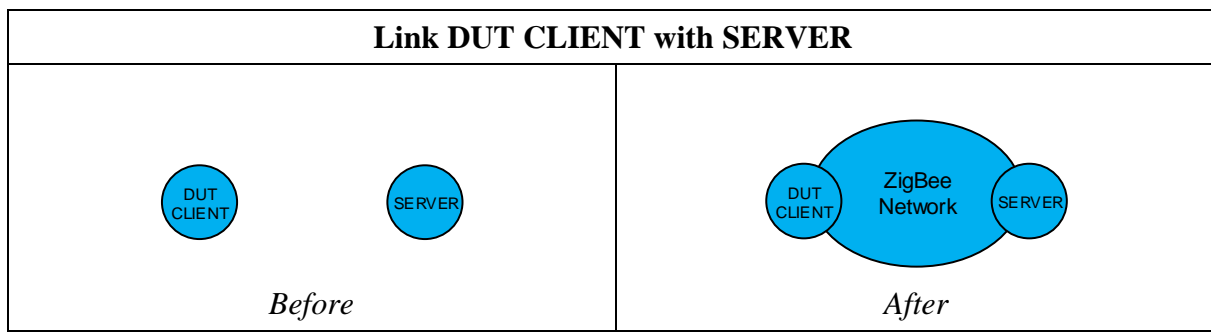 Link DUT CLIENT with SERVER
DUT
CLIENT
SERVER
Before
DUT
CLIENT
ZigBee
Network
SERVER
After